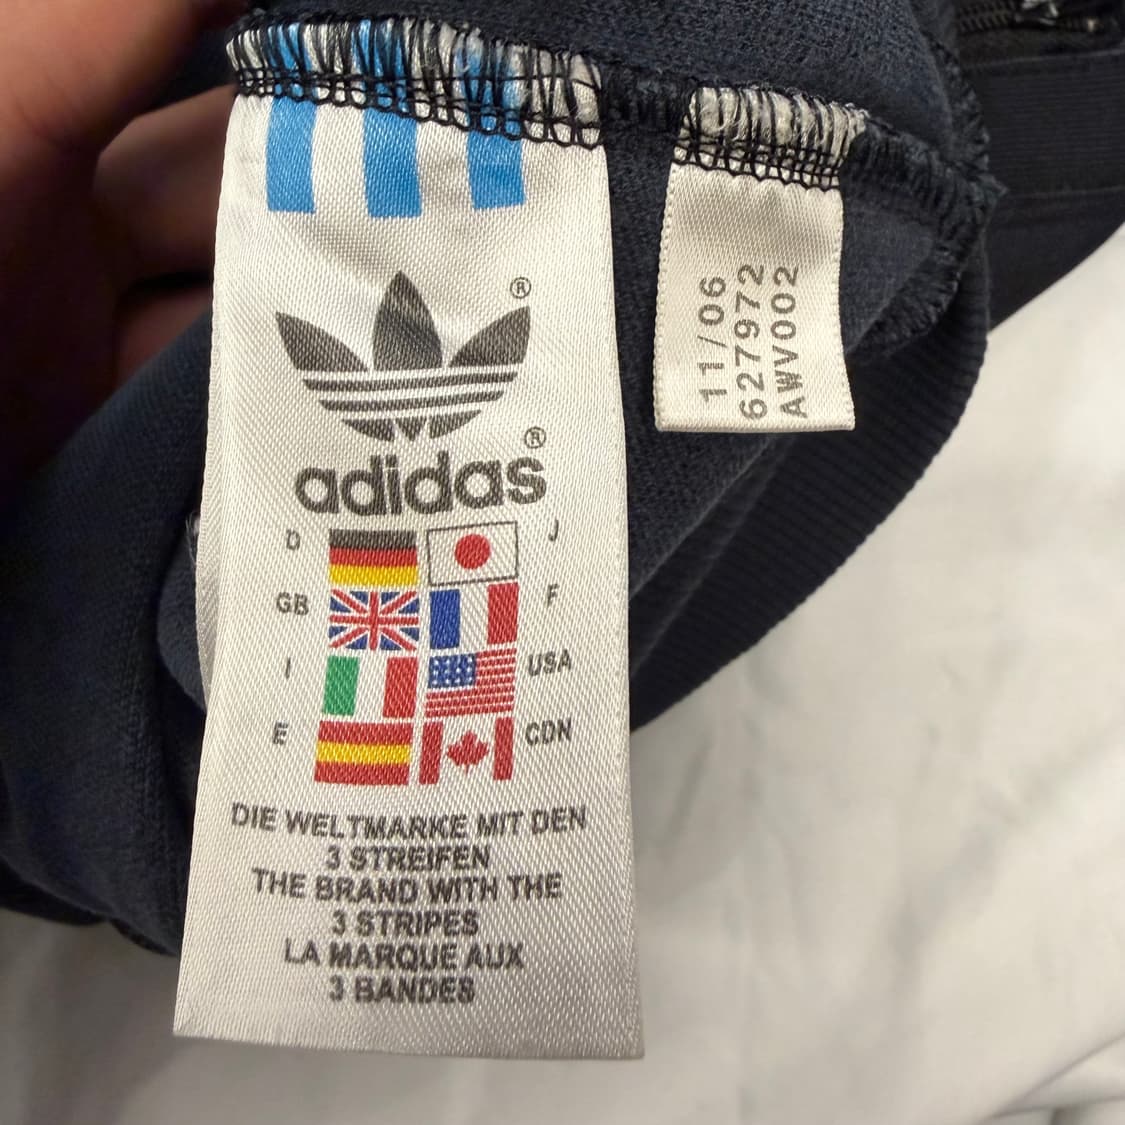 ®
®
adidas
D
J
GB
F
I
USA
E
CDN
DIE WELTMARKE MIT DEN
3 STREIFEN
THE BRAND WITH THE
3 STRIPES
LA MARQUE AUX
3 BANDES
11/06
627972
AWV002